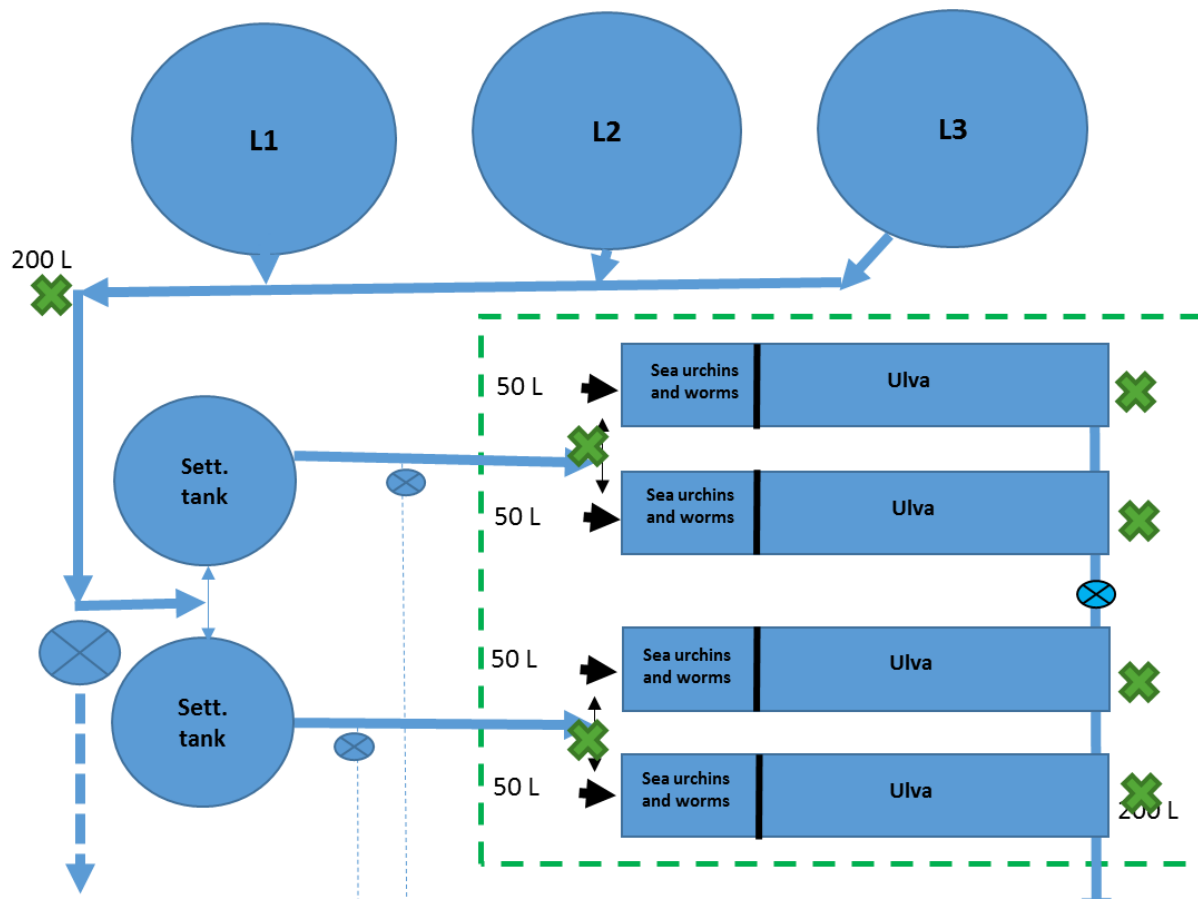 L1
L2
L3
200 L
50 L
Sea urchins
and worms
Ulva
Sett.
tank
50 L
Sea urchins
and worms
Ulva
50 L
Sea urchins
and worms
Ulva
Sett.
tank
50 L
Sea urchins
and worms
Ulva
200 L